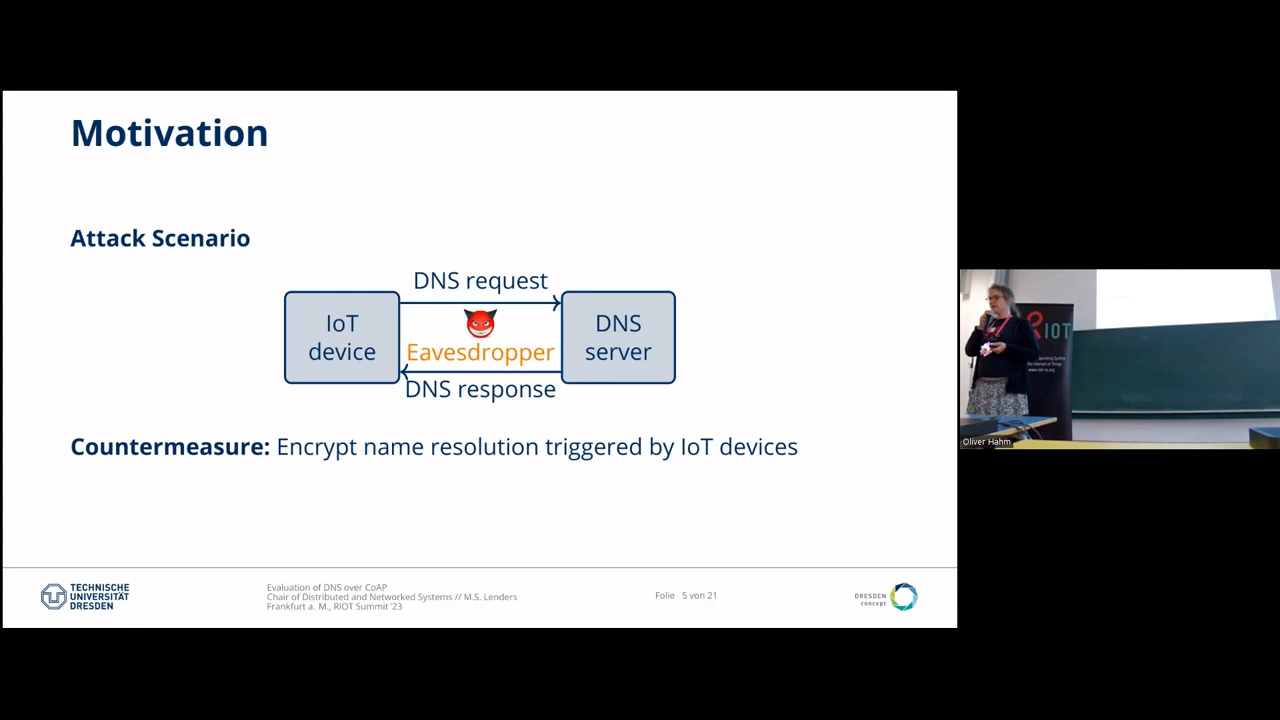 Motivation
Attack Scenario
DNS request
IoT
device
Eavesdropper
DNS
server
DNS response
Countermeasure: Encrypt name resolution triggered by IoT devices
TECHNISCHE
UNIVERSITÄT
DRESDEN
Evaluation of DNS over CoAP
Chair of Distributed and Networked Systems // M.S. Lenders
Frankfurt a. M., RIOT Summit '23
Folie 5 von 21
DRESDEN
concept
RIOT
Oliver Hahm